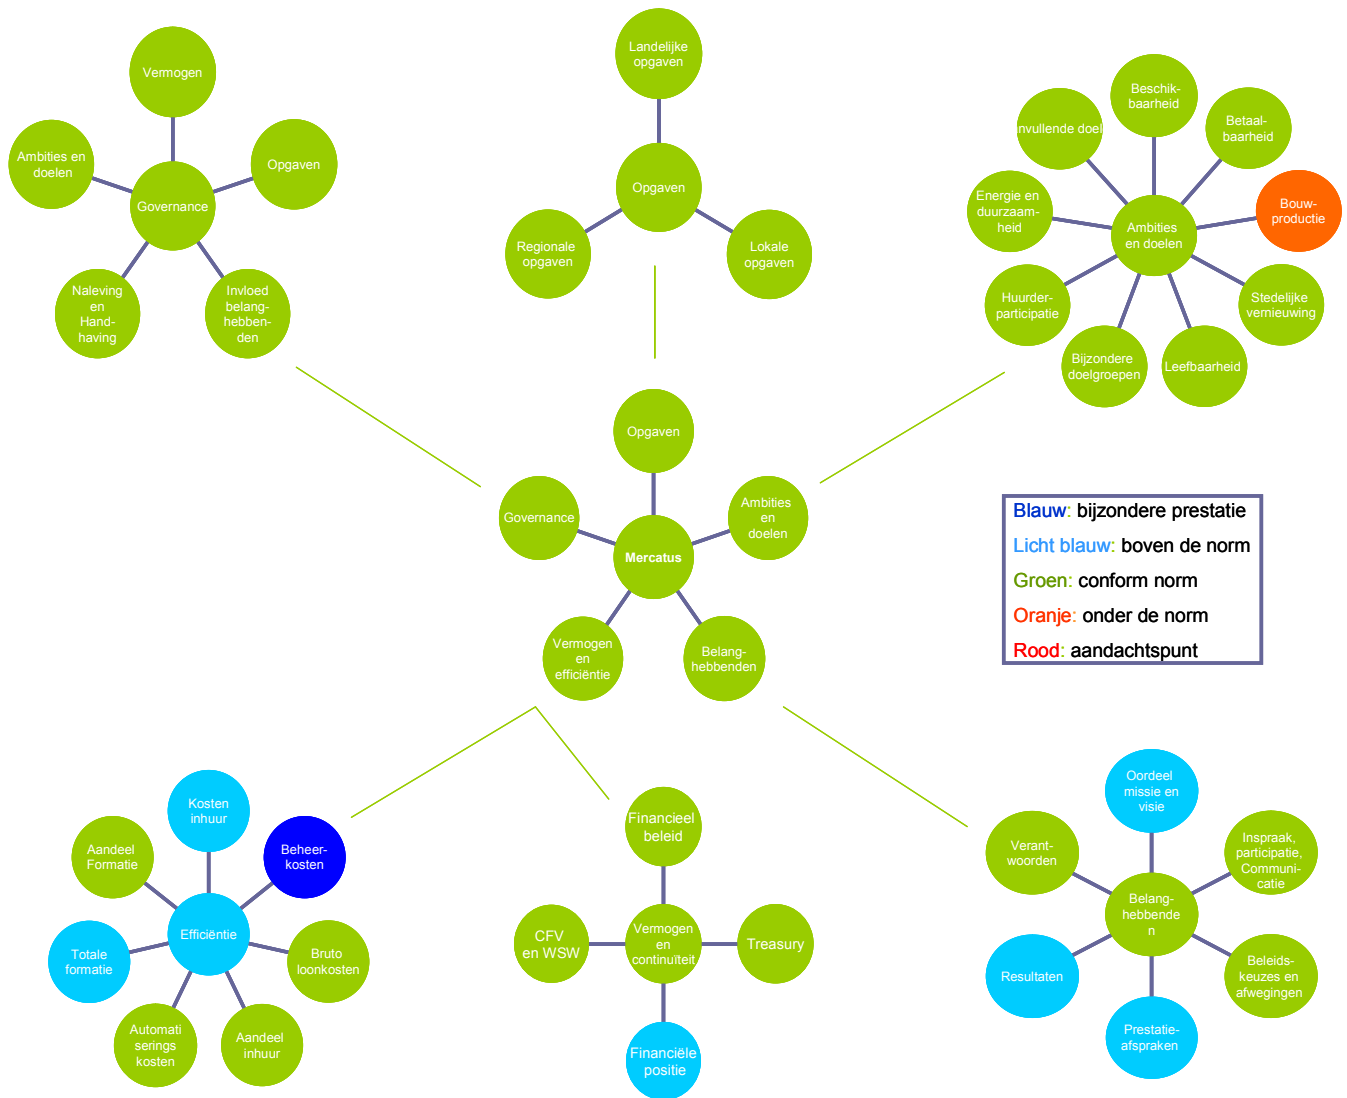 Vermogen
Ambities en
doelen
Opgaven
Governance
Naleving
en
Hand-
having
Invloed
belang-
hebben-
den
Landelijke
opgaven
Opgaven
Regionale
opgaven
Lokale
opgaven
Beschik-
baarheid
Betaal-
baarheid
nvullende doel
Energie en
duurzaam-
heid
Bouw-
productie
Ambities
en doelen
Huurder-
participatie
Stedelijke
vernieuwing
Bijzondere
doelgroepen
Leefbaarheid
Opgaven
Governance
Ambities
en
doelen
Mercatus
Vermogen
en
efficiëntie
Belang-
hebbenden
Blauw: bijzondere prestatie
Licht blauw: boven de norm
Groen: conform norm
Oranje: onder de norm
Rood: aandachtspunt
Kosten
inhuur
Aandeel
Formatie
Beheer-
kosten
Efficiëntie
Totale
formatie
Bruto
loonkosten
Automati
serings
kosten
Aandeel
inhuur
Financieel
beleid
CFV
en WSW
Vermogen
en
continuïteit
Treasury
Financiële
positie
Oordeel
missie en
visie
Verant-
woorden
Inspraak,
participatie,
Communi-
catie
Belang-
hebbende
n
Resultaten
Beleids-
keuzes en
afwegingen
Prestatie-
afspraken